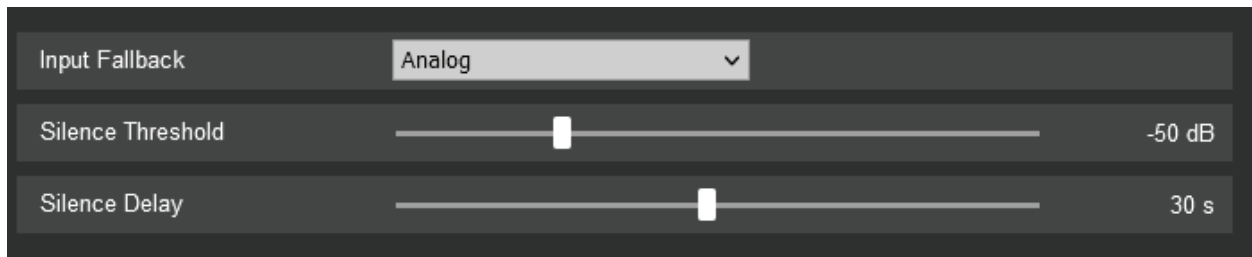 Input Fallback Analog
Silence Threshold -50 dB
Silence Delay 30 s